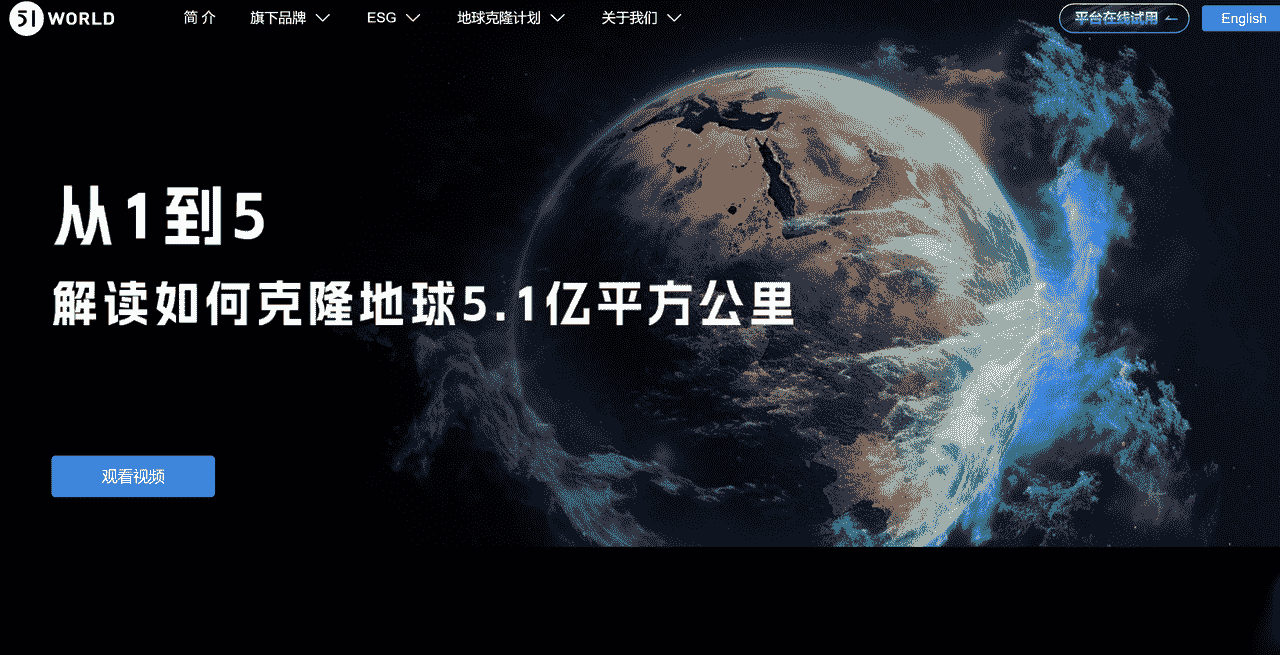 51 WORLD
简 介
旗下品牌
ESG
地球克隆计划
关于我们
平台在线试用
English
从1到5
解读如何克隆地球5.1亿平方公里
观看视频